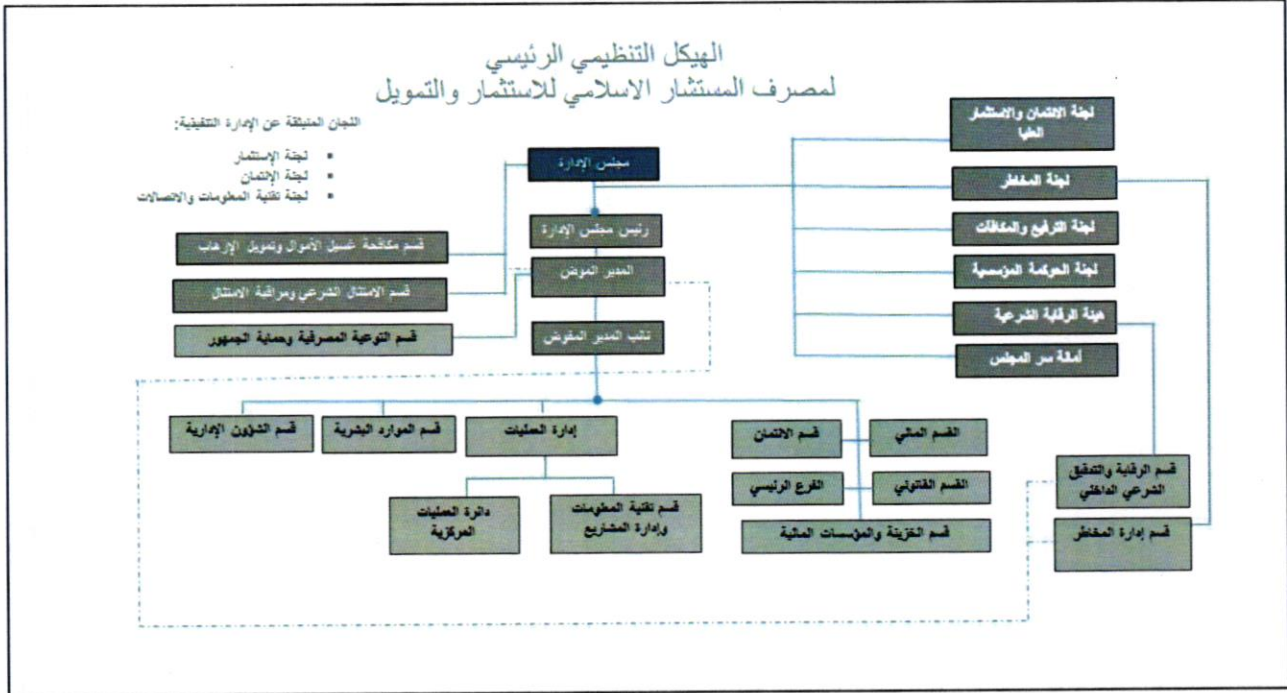 الهيكل التنظيمي الرئيسي
لمصرف المستشار الاسلامي للاستثمار والتمويل
اللجان المنبثقة عن الإدارة التنفيذية:
▪ لجنة الإستثمار
▪ لجنة الإئتمان
▪ لجنة تقنية المعلومات والاتصالات
مجلس الإدارة
رئيس مجلس الإدارة
المدير المفوض
نائب المدير المفوض
لجنة الائتمان والاستثمار
العليا
لجنة المخاطر
لجنة الترفيع والمكافآت
لجنة الحوكمة المؤسسية
هيئة الرقابة الشرعية
أمانة سر المجلس
قسم مكافحة غسيل الأموال وتمويل الإرهاب
قسم الامتثال الشرعي ومراقبة الامتثال
قسم التوعية المصرفية وحماية الجمهور
القسم المالي
قسم الائتمان
إدارة العمليات
قسم الموارد البشرية
قسم الشؤون الإدارية
القسم القانوني
الفرع الرئيسي
قسم الخزينة والمؤسسات المالية
قسم تقنية المعلومات
وإدارة المشاريع
دائرة العمليات
المركزية
قسم الرقابة والتدقيق
الشرعي الداخلي
قسم إدارة المخاطر